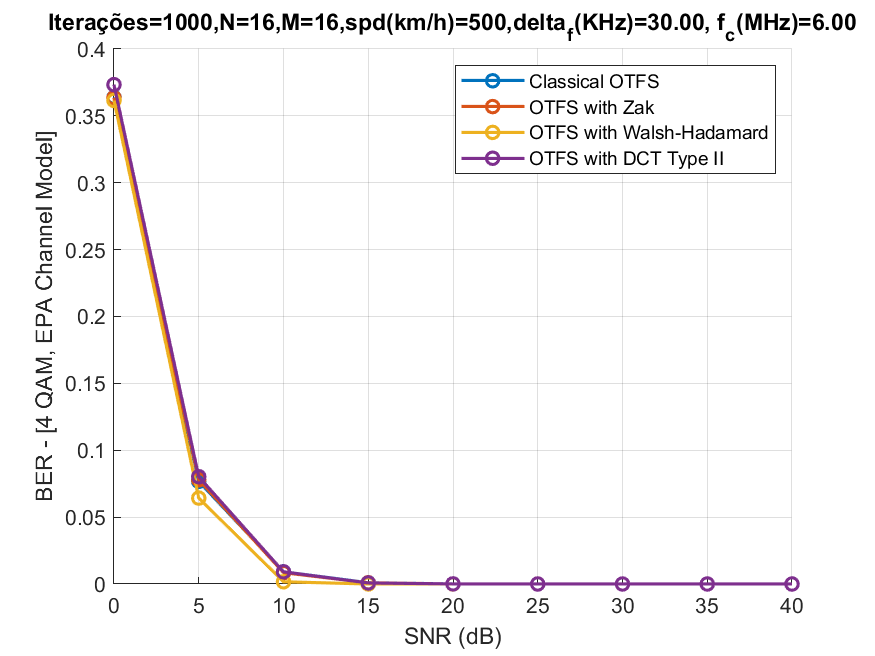 Iterações=1000,N=16,M=16,spd(km/h)=500,delta_f(KHz)=30.00, f_c(MHz)=6.00
0.4
0.35
0.3
0.25
0.2
0.15
0.1
0.05
0
BER - [4 QAM, EPA Channel Model]
Classical OTFS
OTFS with Zak
OTFS with Walsh-Hadamard
OTFS with DCT Type II
0 5 10 15 20 25 30 35 40
SNR (dB)